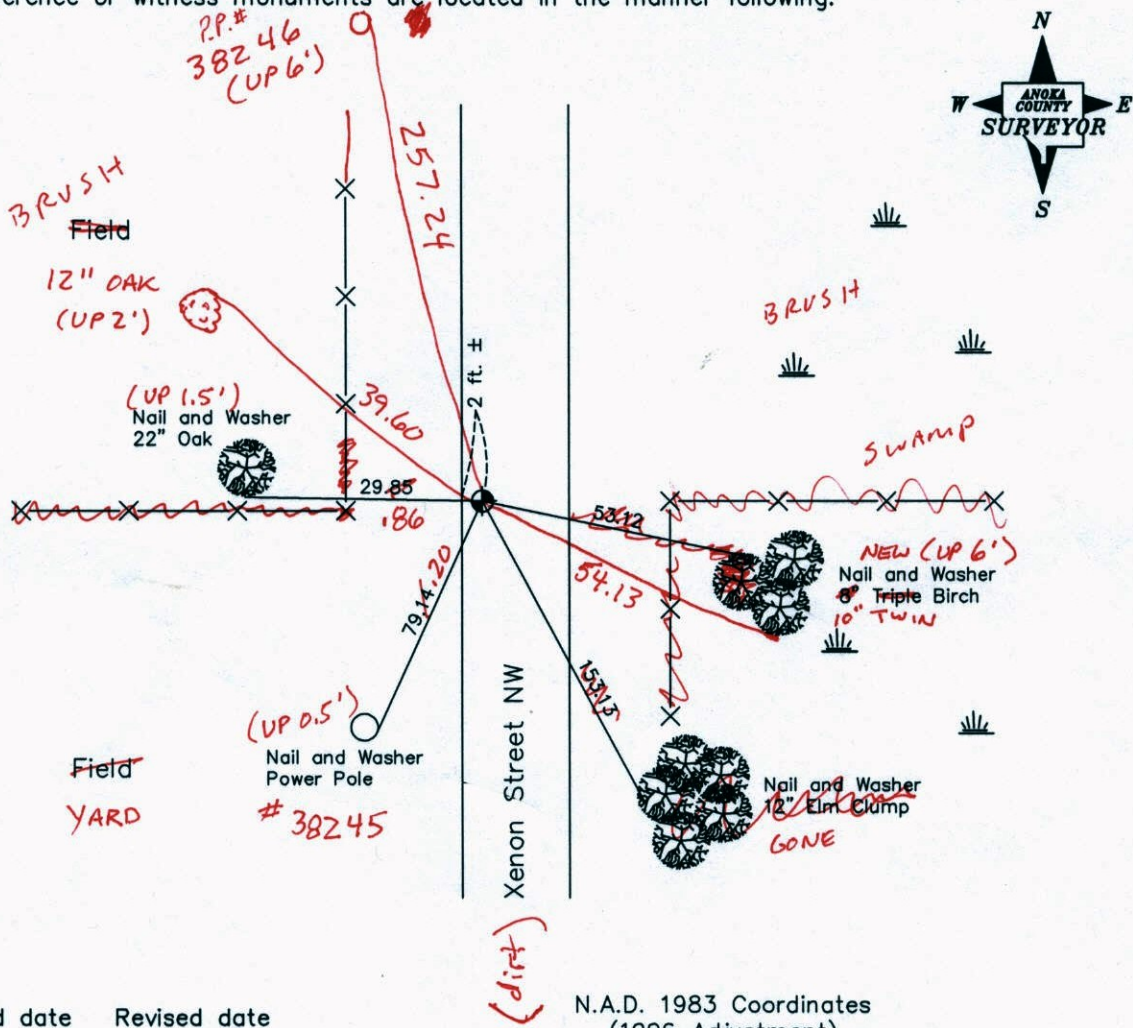 erence or witness monuments are located in the manner following:
P.P.#
38246
(UP 6')
N
W
ANOKA
COUNTY
SURVEYOR
E
S
257.24
BRUSH
Field
12" OAK
(UP 2')
BRUSH
2 ft. ±
(UP 1.5')
Nail and Washer
22" Oak
39.60
SWAMP
29.85
.86
53.12
NEW (UP 6')
Nail and Washer
8" Triple Birch
10" TWIN
54.13
79.14
.20
153.13
(UP 0.5')
Nail and Washer
Power Pole
# 38245
Field
YARD
Xenon Street NW
(dirt)
Nail and Washer
12" Elm Clump
GONE
d date Revised date
N.A.D. 1983 Coordinates
(1996 Adjustment)